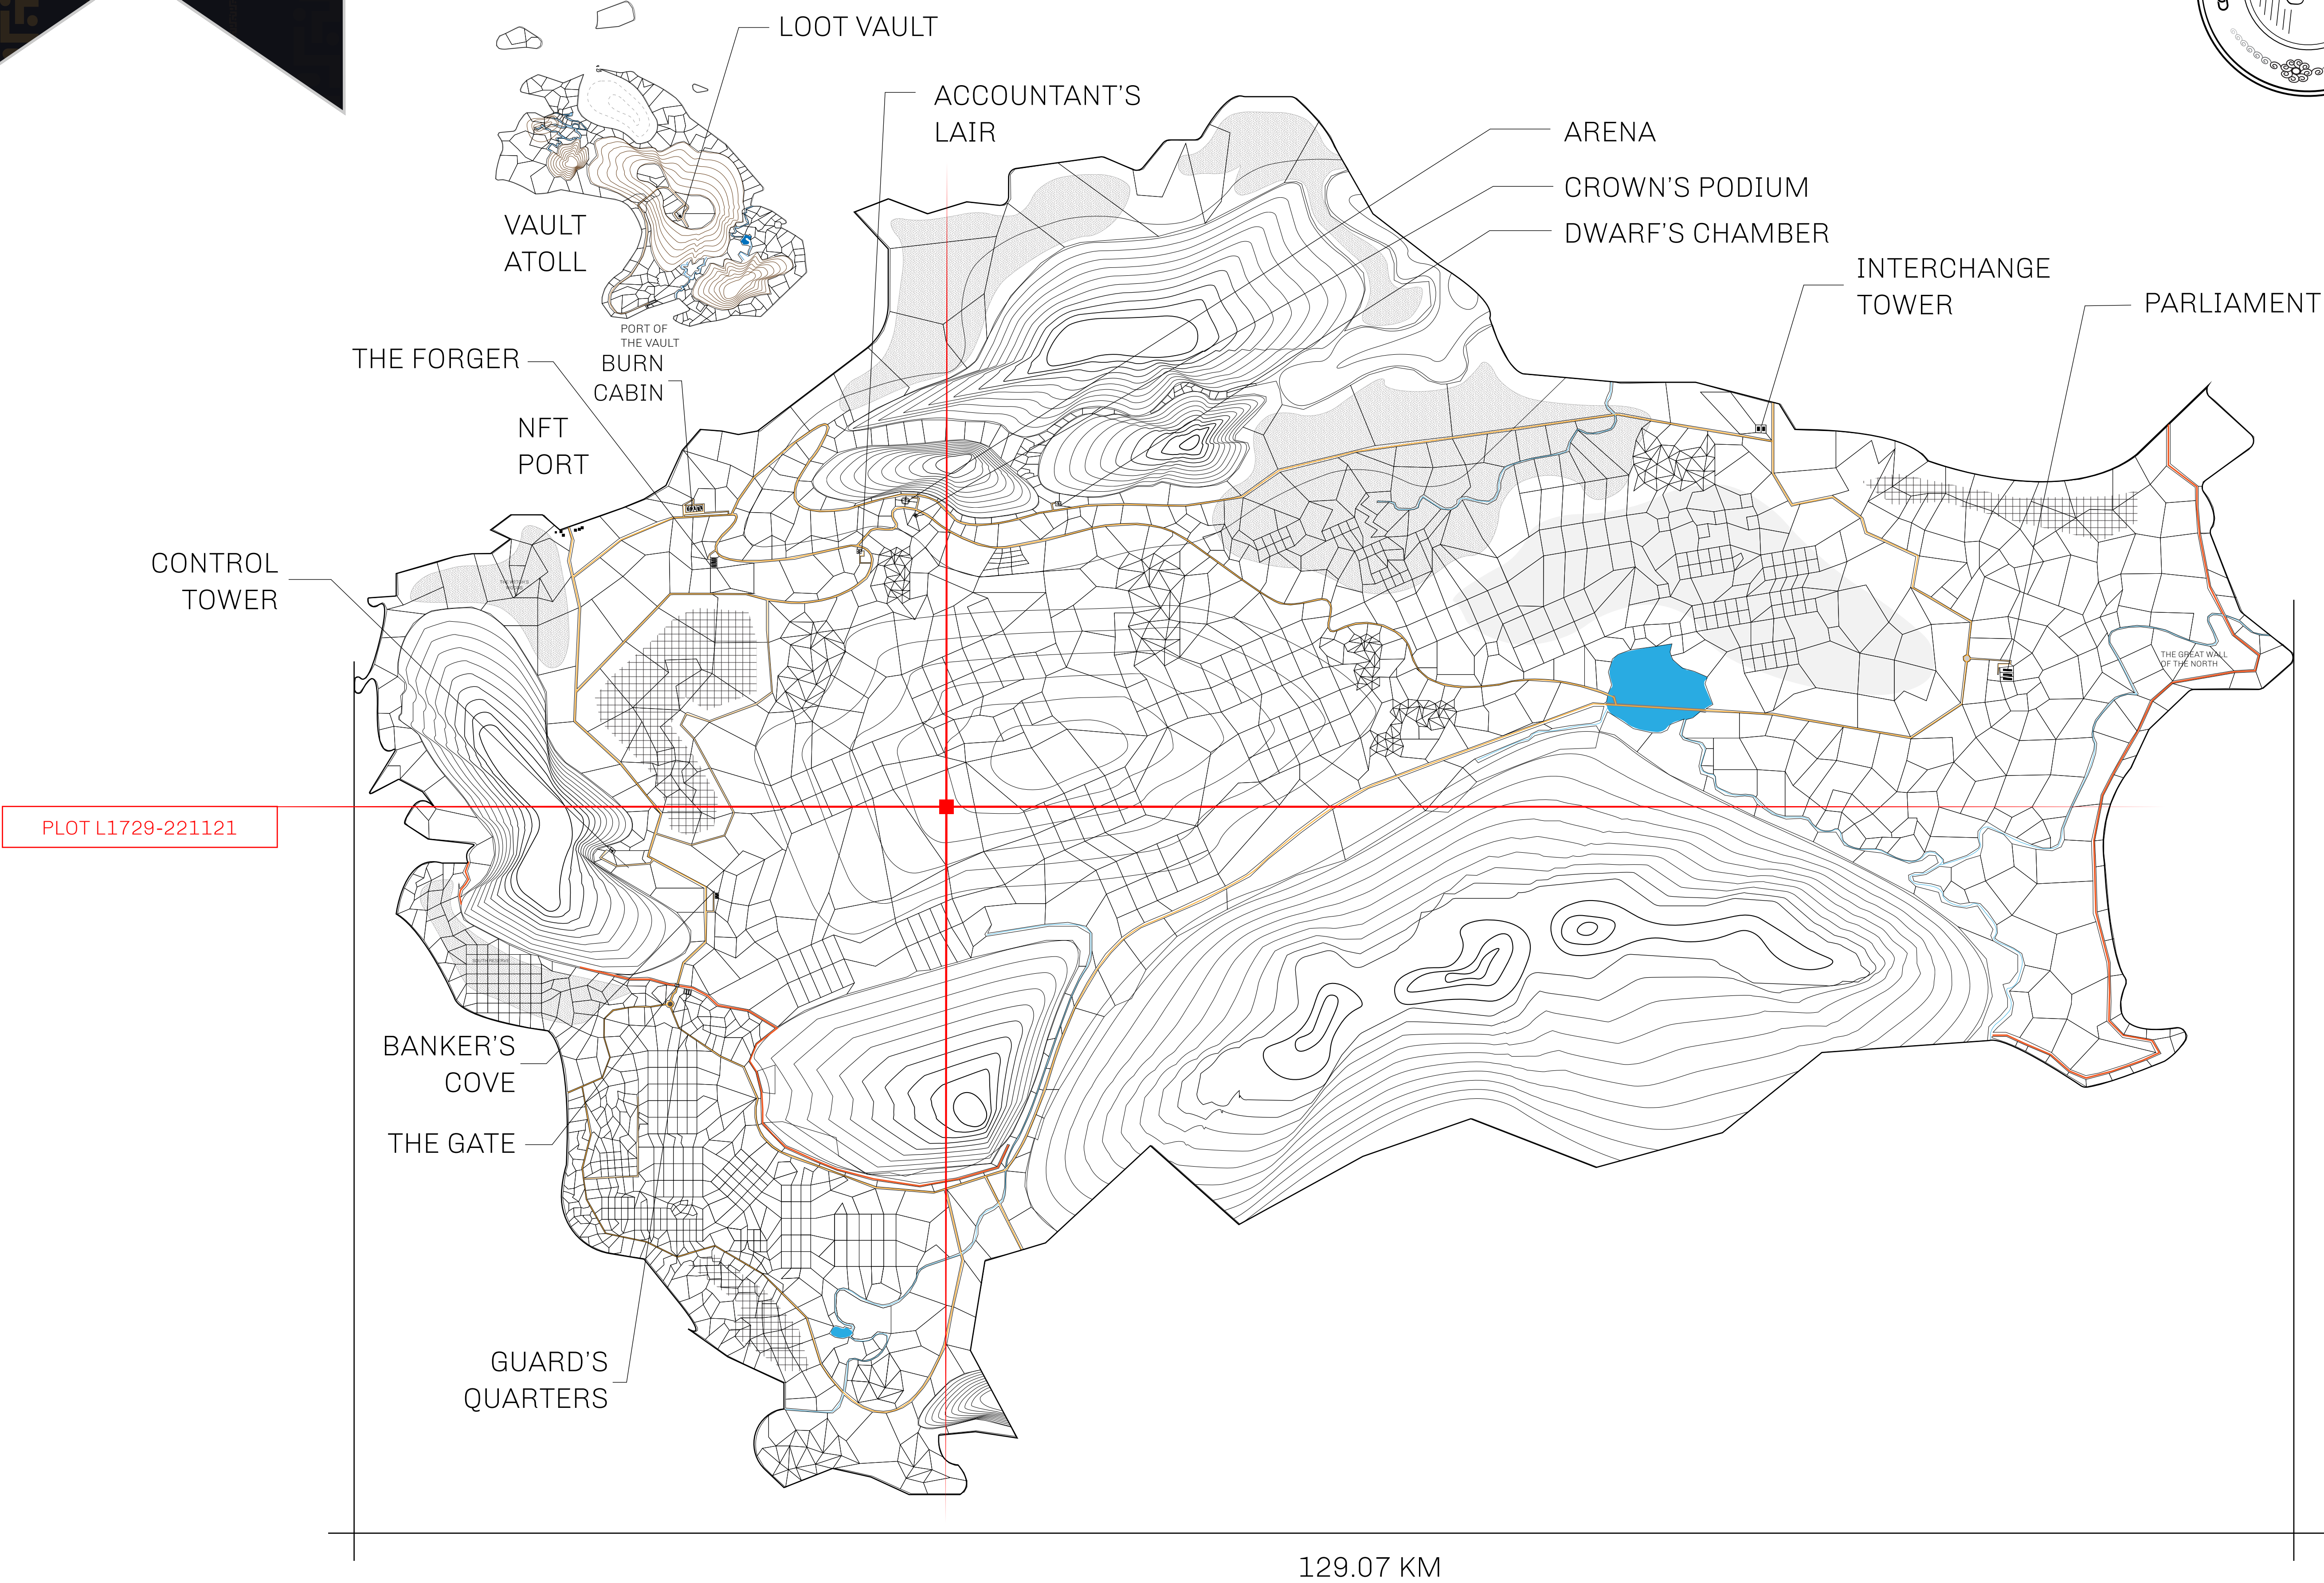 LOOT VAULT
ACCOUNTANT'S
LAIR
ARENA
CROWN'S PODIUM
DWARF'S CHAMBER
VAULT
ATOLL
INTERCHANGE
TOWER
PARLIAMENT
PORT OF
THE VAULT
THE FORGER
BURN
CABIN
NFT
PORT
CONTROL
TOWER
THE GREAT WALL
OF THE NORTH
PLOT L1729-221121
SOUTH RESERVE
BANKER'S
COVE
THE GATE
GUARD'S
QUARTERS
129.07 KM